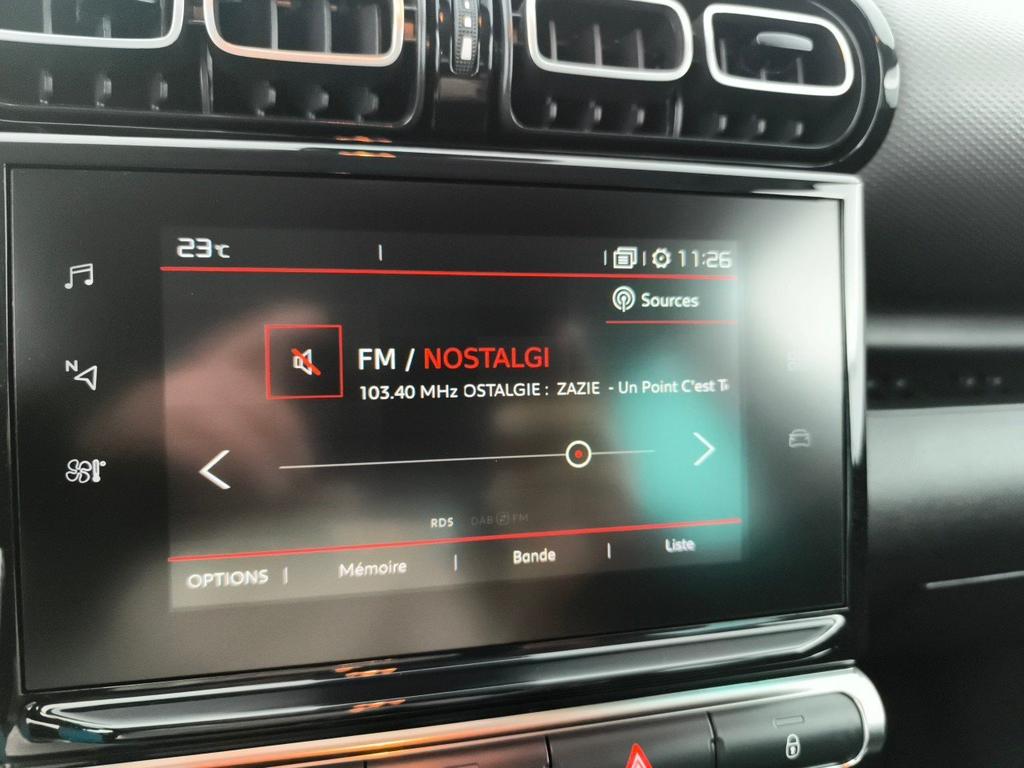 23°C
11:26
Sources
FM / NOSTALGI
103.40 MHz OSTALGIE : ZAZIE - Un Point C'est T
N
RDS DAB FM
OPTIONS Mémoire Bande Liste